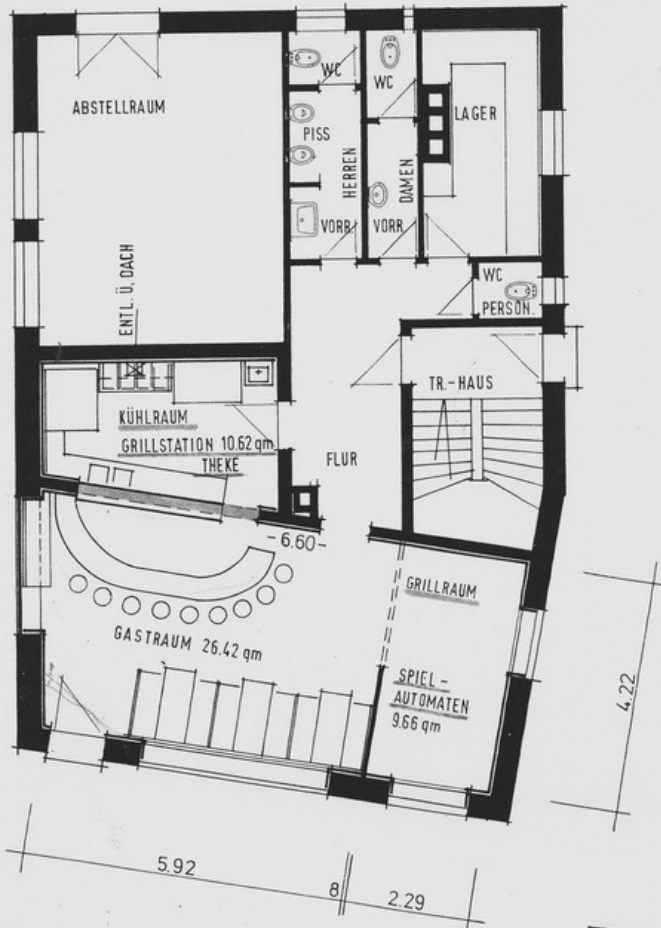 ABSTELLRAUM
WC
WC
LAGER
PISS
HERREN
DAMEN
VORR.
VORR.
ENTL. Ü. DACH
WC
PERSON.
TR.-HAUS
KÜHLRAUM
GRILLSTATION 10.62 qm
THEKE
FLUR
-6.60-
GRILLRAUM
GASTRAUM 26.42 qm
SPIEL-
AUTOMATEN
9.66 qm
4.22
5.92
8
2.29